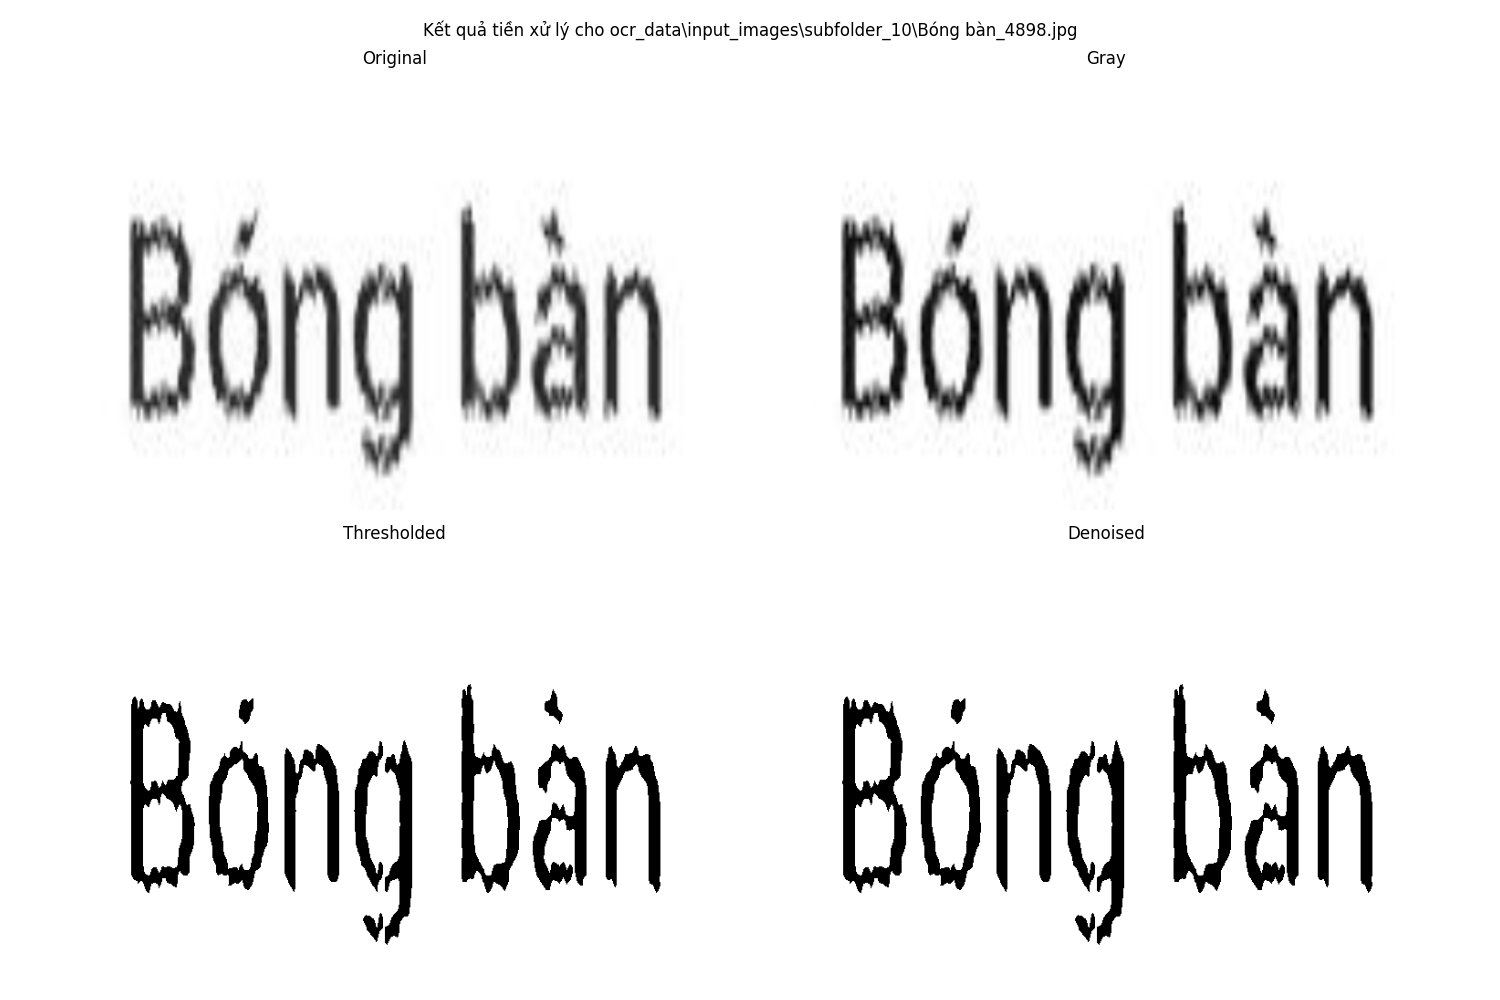 Kết quả tiền xử lý cho ocr_data\input_images\subfolder_10\Bóng bàn_4898.jpg
Original
Gray
Bóng bàn
Bóng bàn
Thresholded
Denoised
Bóng bàn
Bóng bàn